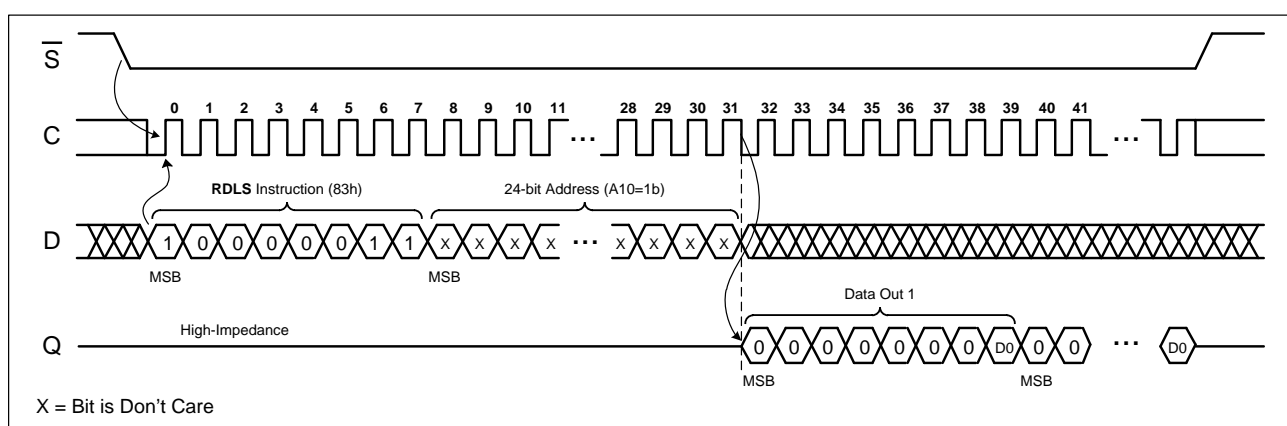 S
0 1 2 3 4 5 6 7 8 9 10 11 28 29 30 31 32 33 34 35 36 37 38 39 40 41
C ... ...
RDLS Instruction (83h) 24-bit Address (A10=1b)
D 1 0 0 0 0 0 1 1 X X X X ... X X X X
MSB MSB
Data Out 1
High-Impedance
Q 0 0 0 0 0 0 0 D0 0 0 ... D0
MSB MSB
X = Bit is Don't Care